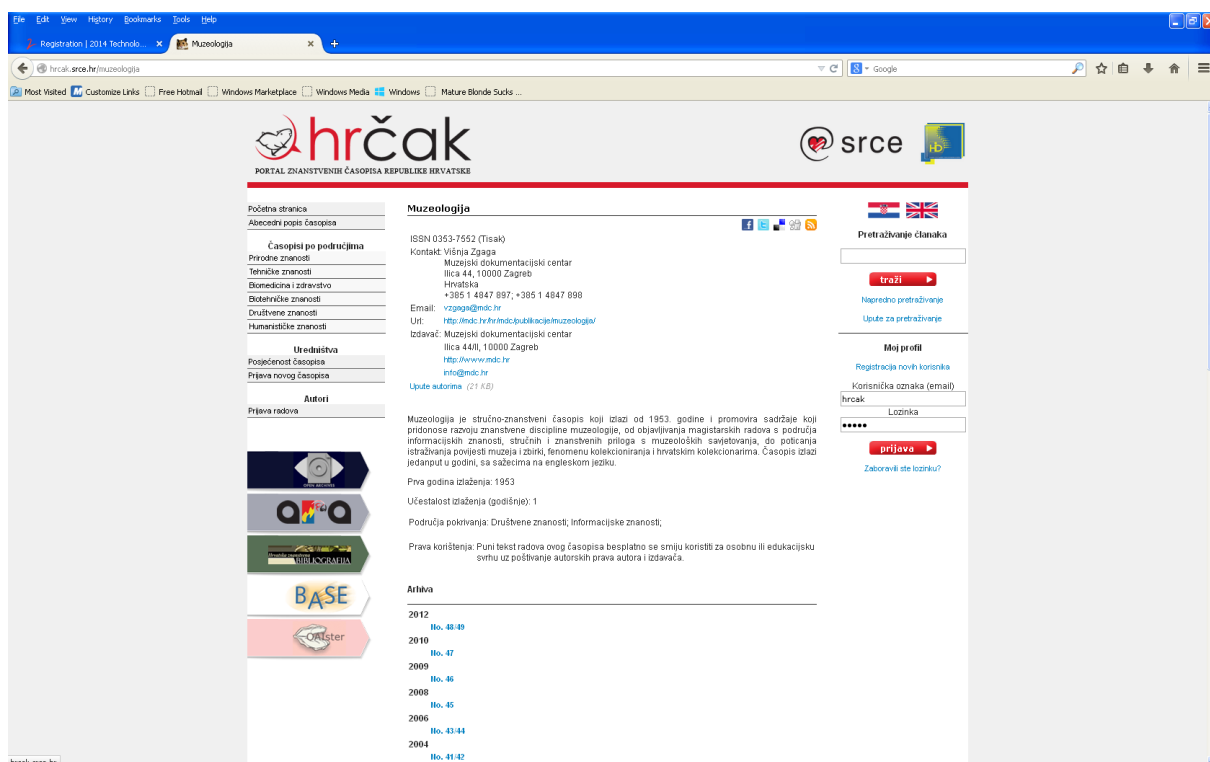 File Edit View History Bookmarks Tools Help
Registration | 2014 Technolo... × Muzeologija × +
hrcak.srce.hr/muzeologija
8 Google
Most Visited Customize Links Free Hotmail Windows Marketplace Windows Media Windows Mature Blonde Sucks ...
hrčak
PORTAL ZNANSTVENIH ČASOPISA REPUBLIKE HRVATSKE
srce
Početna stranica
Abecedni popis časopisa
Časopisi po područjima
Prirodne znanosti
Tehničke znanosti
Biomedicina i zdravstvo
Biotehničke znanosti
Društvene znanosti
Humanističke znanosti
Uredništva
Posjećenost časopisa
Prijava novog časopisa
Autori
Prijava radova
OPEN ARCHIVES
Hrvatska znanstvena
BIBLIOGRAFIJA
BASE
OAIster
Muzeologija
ISSN 0353-7552 (Tisak)
Kontakt: Višnja Zgaga
Muzejski dokumentacijski centar
Ilica 44, 10000 Zagreb
Hrvatska
+385 1 4847 897; +385 1 4847 898
Email: vzgaga@mdc.hr
Url: http://mdc.hr/hr/mdc/publikacije/muzeologija/
Izdavač: Muzejski dokumentacijski centar
Ilica 44/II, 10000 Zagreb
http://www.mdc.hr
info@mdc.hr
Upute autorima (21 KB)
Muzeologija je stručno-znanstveni časopis koji izlazi od 1953. godine i promovira sadržaje koji
pridonose razvoju znanstvene discipline muzeologije, od objavljivanja magistarskih radova s područja
informacijskih znanosti, stručnih i znanstvenih priloga s muzeoloških savjetovanja, do poticanja
istraživanja povijesti muzeja i zbirki, fenomenu kolekcioniranja i hrvatskim kolekcionarima. Časopis izlazi
jedanput u godini, sa sažecima na engleskom jeziku.
Prva godina izlaženja: 1953
Učestalost izlaženja (godišnje): 1
Područja pokrivanja: Društvene znanosti; Informacijske znanosti;
Prava korištenja: Puni tekst radova ovog časopisa besplatno se smiju koristiti za osobnu ili edukacijsku
svrhu uz poštivanje autorskih prava autora i izdavača.
Arhiva
2012
No. 48/49
2010
No. 47
2009
No. 46
2008
No. 45
2006
No. 43/44
2004
No. 41/42
Pretraživanje članaka
traži
Napredno pretraživanje
Upute za pretraživanje
Moj profil
Registracija novih korisnika
Korisnička oznaka (email)
hrcak
Lozinka
•••••
prijava
Zaboravili ste lozinku?